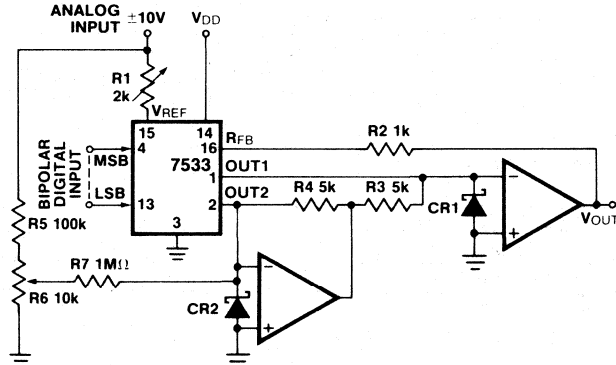 ANALOG
INPUT
±10V
VDD
R1
2k
VREF
15
14
RFB
R2 1k
BIPOLAR
DIGITAL
INPUT
MSB
4
16
7533
OUT1
1
LSB
13
2
OUT2
3
R4 5k
R3 5k
CR1
−
+
VOUT
R5 100k
R7 1MΩ
R6 10k
CR2
−
+